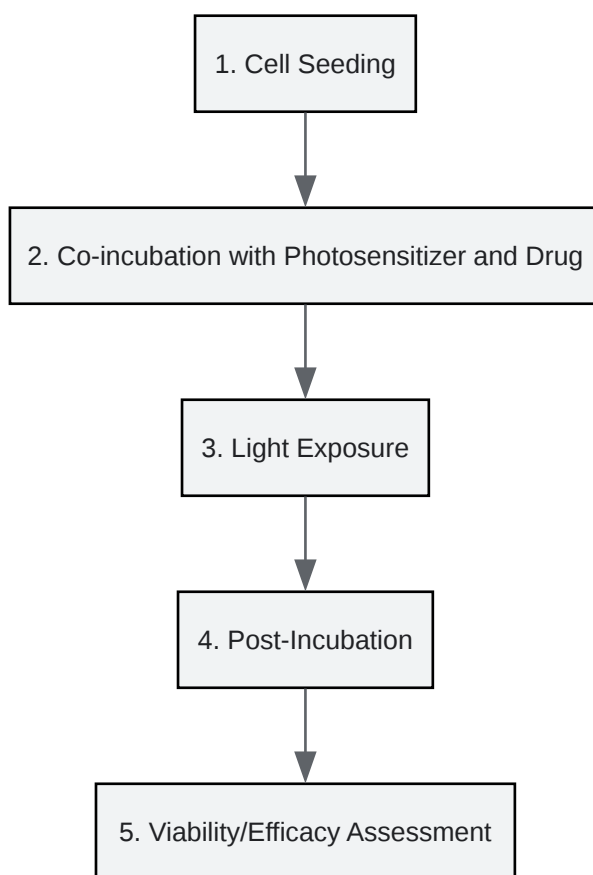 1. Cell Seeding
2. Co-incubation with Photosensitizer and Drug
3. Light Exposure
4. Post-Incubation
5. Viability/Efficacy Assessment